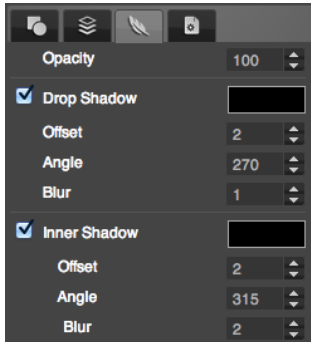 Opacity 100
Drop Shadow
Offset 2
Angle 270
Blur 1
Inner Shadow
Offset 2
Angle 315
Blur 2